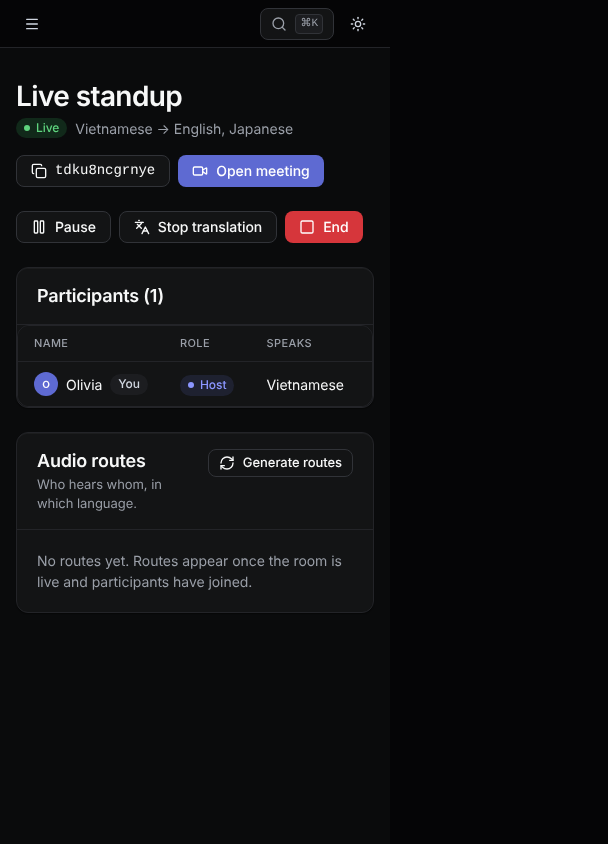 ⌘K
Live standup
Live Vietnamese → English, Japanese
tdku8ncgrnye Open meeting
Pause Stop translation End
Participants (1)
NAME ROLE SPEAKS
O Olivia You Host Vietnamese
Audio routes Generate routes
Who hears whom, in
which language.
No routes yet. Routes appear once the room is
live and participants have joined.